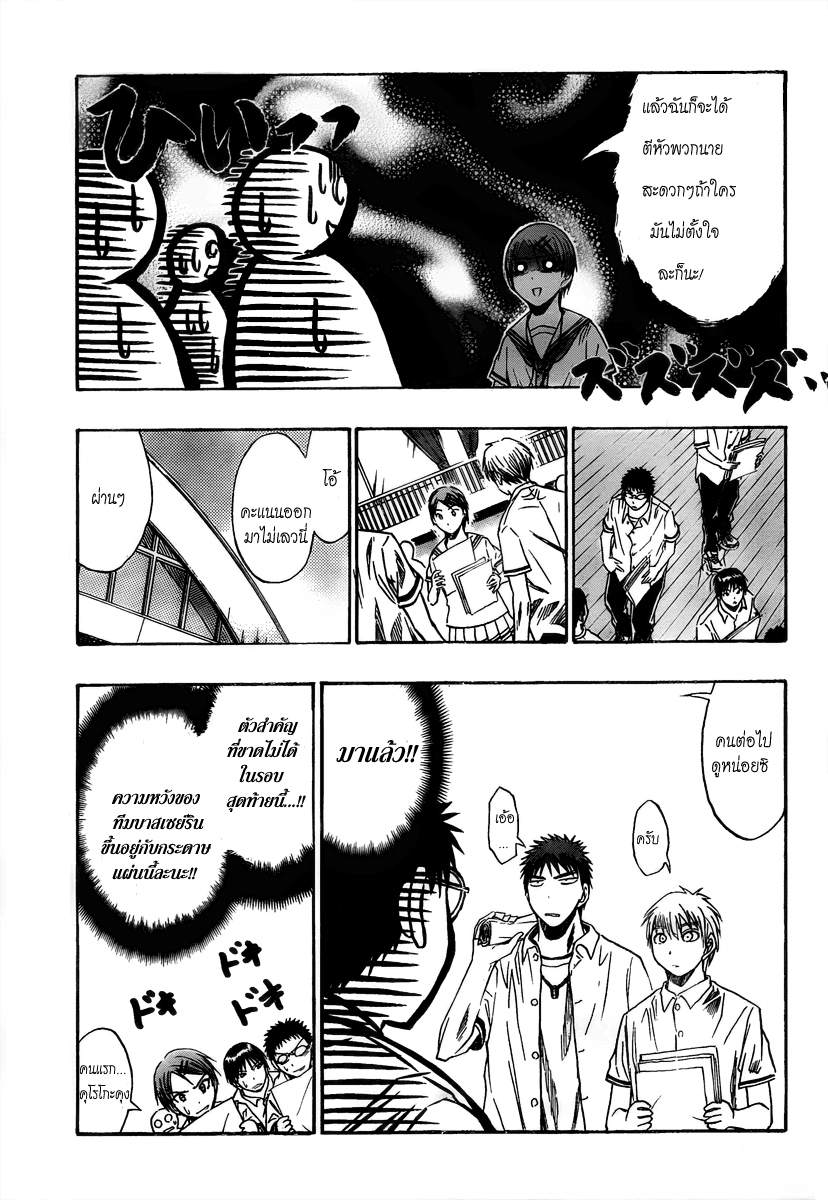 ひいっっ
แล้วฉันก็จะได้
ตีหัวพวกนาย
สะดวกๆถ้าใคร
มันไม่ตั้งใจ
ละก็นะ!
ズズズズ…
ผ่านๆ
โอ้
คะแนนออก
มาไม่เลวนี่
คนต่อไป
ดูหน่อยซิ
ครับ
เอ้อ
...
มาแล้ว!!
ตัวสำคัญ
ที่ขาดไม่ได้
ในรอบ
สุดท้ายนี้...!!
ความหวังของ
ทีมบาสเซย์ริน
ขึ้นอยู่กับกระดาษ
แผ่นนี้ละนะ!!
ドキ
ドキ
ドキ
คนแรก...
คุโรโกะคุง